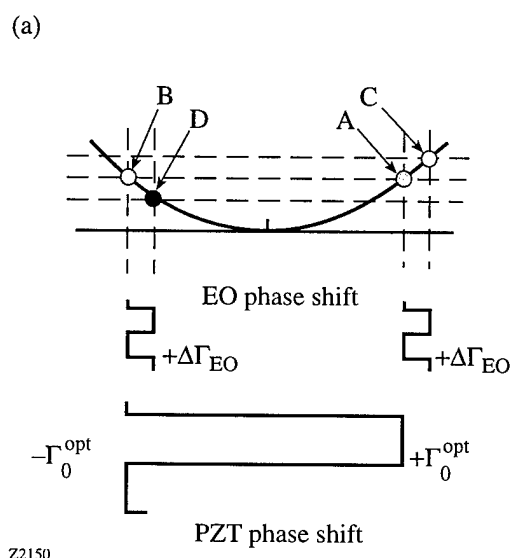 (a)
B
D
A
C
EO phase shift
+ΔΓEO
+ΔΓEO
−Γ0opt
+Γ0opt
PZT phase shift
Z2150